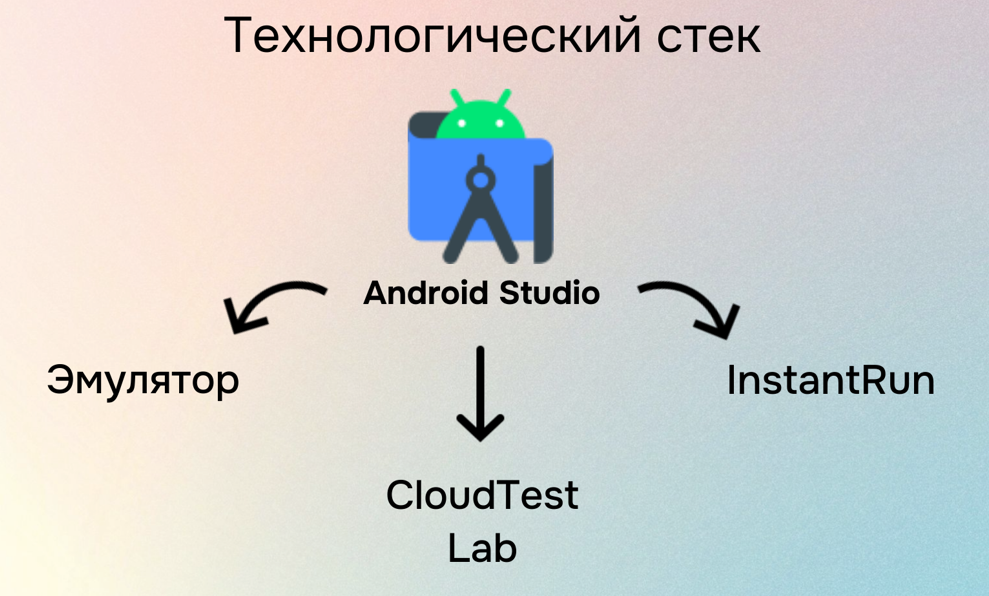 Технологический стек
Android Studio
Эмулятор
InstantRun
CloudTest
Lab